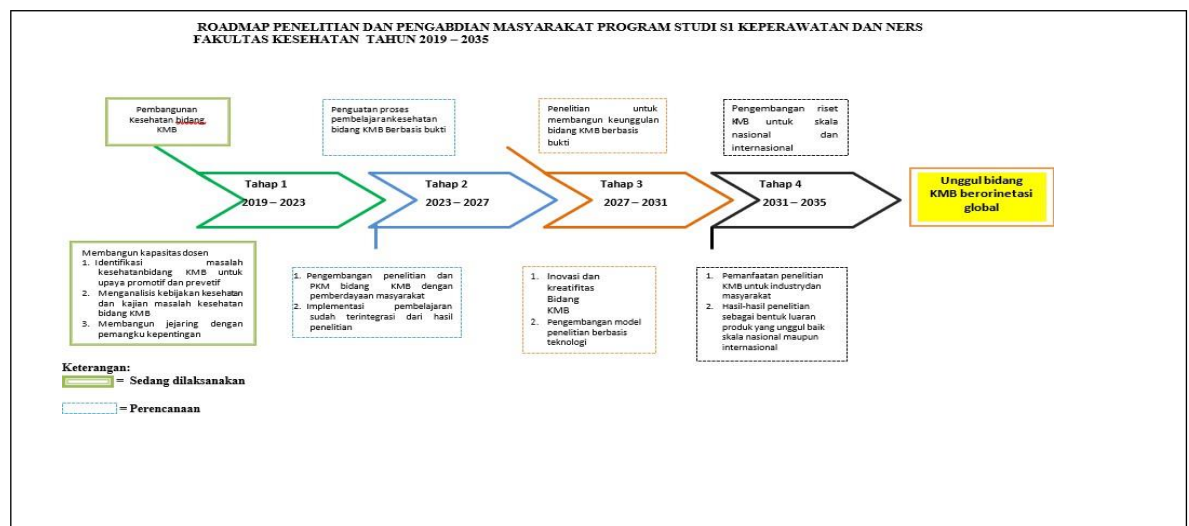 ROADMAP PENELITIAN DAN PENGABDIAN MASYARAKAT PROGRAM STUDI S1 KEPERAWATAN DAN NERS
FAKULTAS KESEHATAN TAHUN 2019 – 2035
Pembangunan
Kesehatan bidang
KMB
Penguatan proses
pembelajarankesehatan
bidang KMB Berbasis bukti
Penelitian untuk
membangun keunggulan
bidang KMB berbasis
bukti
Pengembangan riset
KMB untuk skala
nasional dan
internasional
Tahap 1
2019 – 2023
Tahap 2
2023 – 2027
Tahap 3
2027 – 2031
Tahap 4
2031 – 2035
Unggul bidang
KMB berorinetasi
global
Membangun kapasitas dosen
1. Identifikasi masalah
kesehatanbidang KMB untuk
upaya promotif dan prevetif
2. Menganalisis kebijakan kesehatan
dan kajian masalah kesehatan
bidang KMB
3. Membangun jejaring dengan
pemangku kepentingan
1. Pengembangan penelitian dan
PKM bidang KMB dengan
pemberdayaan masyarakat
2. Implementasi pembelajaran
sudah terintegrasi dari hasil
penelitian
1. Inovasi dan
kreatifitas
Bidang
KMB
2. Pengembangan model
penelitian berbasis
teknologi
1. Pemanfaatan penelitian
KMB untuk industrydan
masyarakat
2. Hasil-hasil penelitian
sebagai bentuk luaran
produk yang unggul baik
skala nasional maupun
internasional
Keterangan:
= Sedang dilaksanakan
= Perencanaan